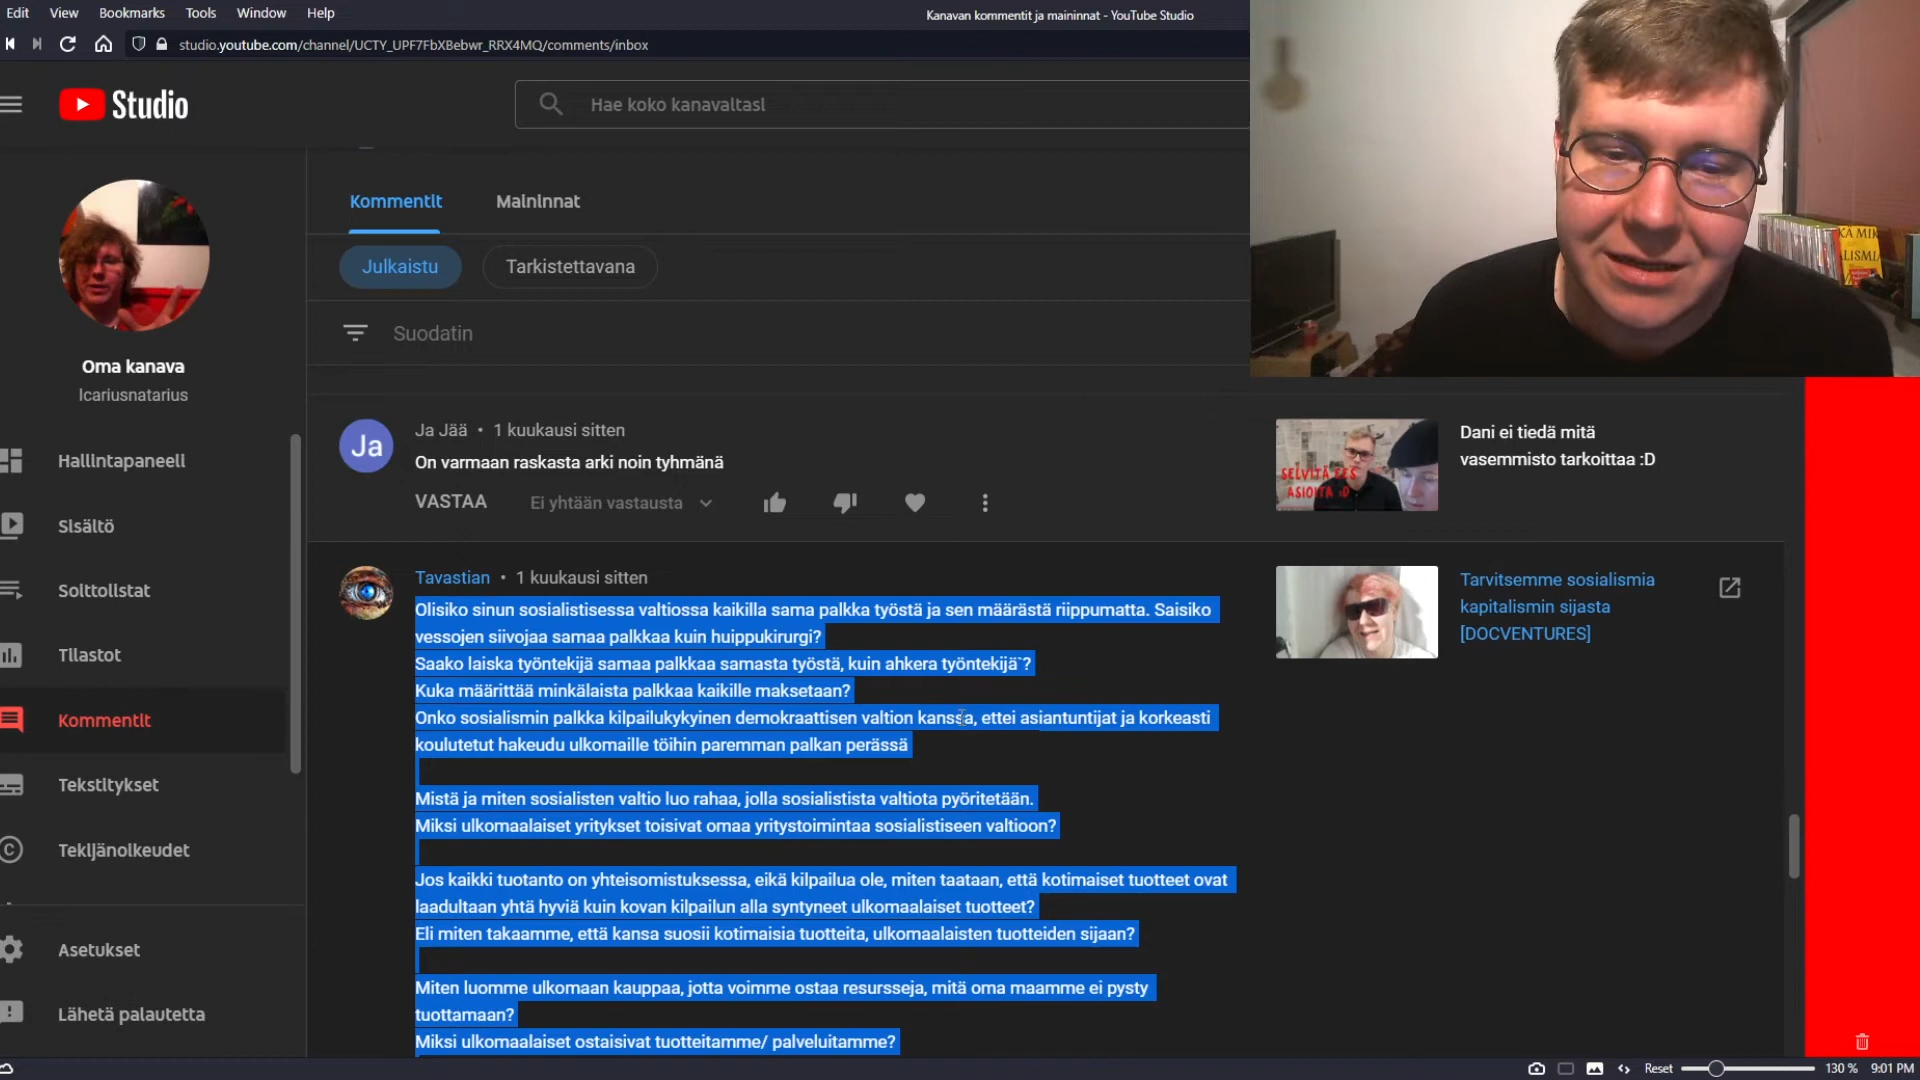 Edit View Bookmarks Tools Window Help
Kanavan kommentit ja maininnat - YouTube Studio
studio.youtube.com/channel/UCTY_UPF7FbXBebwr_RRX4MQ/comments/inbox
Studio
Hae koko kanavaltasi
Kommentit Maininnat
Julkaistu Tarkistettavana
Suodatin
Oma kanava
Icariusnatarius
Hallintapaneeli
Sisältö
Soittolistat
Tilastot
Kommentit
Tekstitykset
Tekijänoikeudet
Asetukset
Lähetä palautetta
Ja
Ja Jää • 1 kuukausi sitten
On varmaan raskasta arki noin tyhmänä
VASTAA Ei yhtään vastausta
SELVITÄ EES
ASIOITA :D
Dani ei tiedä mitä
vasemmisto tarkoittaa :D
Tavastian • 1 kuukausi sitten
Olisiko sinun sosialistisessa valtiossa kaikilla sama palkka työstä ja sen määrästä riippumatta. Saisiko
vessojen siivojaa samaa palkkaa kuin huippukirurgi?
Saako laiska työntekijä samaa palkkaa samasta työstä, kuin ahkera työntekijä`?
Kuka määrittää minkälaista palkkaa kaikille maksetaan?
Onko sosialismin palkka kilpailukykyinen demokraattisen valtion kanssa, ettei asiantuntijat ja korkeasti
koulutetut hakeudu ulkomaille töihin paremman palkan perässä
Mistä ja miten sosialisten valtio luo rahaa, jolla sosialistista valtiota pyöritetään.
Miksi ulkomaalaiset yritykset toisivat omaa yritystoimintaa sosialistiseen valtioon?
Jos kaikki tuotanto on yhteisomistuksessa, eikä kilpailua ole, miten taataan, että kotimaiset tuotteet ovat
laadultaan yhtä hyviä kuin kovan kilpailun alla syntyneet ulkomaalaiset tuotteet?
Eli miten takaamme, että kansa suosii kotimaisia tuotteita, ulkomaalaisten tuotteiden sijaan?
Miten luomme ulkomaan kauppaa, jotta voimme ostaa resursseja, mitä oma maamme ei pysty
tuottamaan?
Miksi ulkomaalaiset ostaisivat tuotteitamme/ palveluitamme?
Tarvitsemme sosialismia
kapitalismin sijasta
[DOCVENTURES]
KÄ MIK
ALISMI
Reset 130 % 9:01 PM